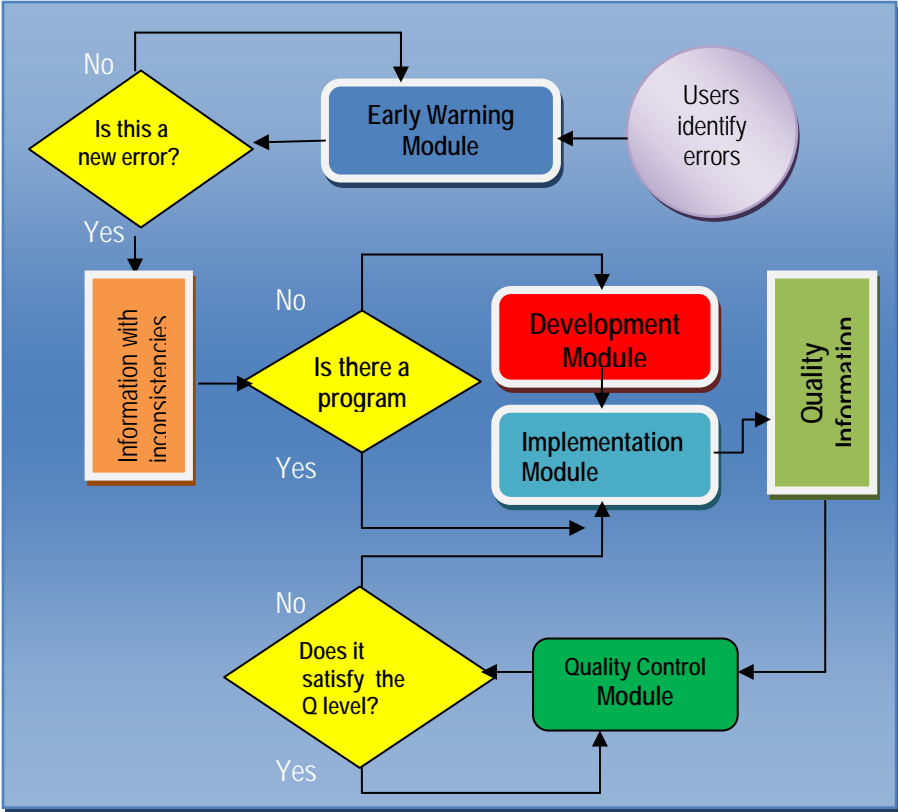 No
Is this a
new error?
Early Warning
Module
Users
identify
errors
Yes
Information with
inconsistencies
No
Is there a
program
Yes
Development
Module
Implementation
Module
Quality
Information
No
Does it
satisfy the
Q level?
Quality Control
Module
Yes